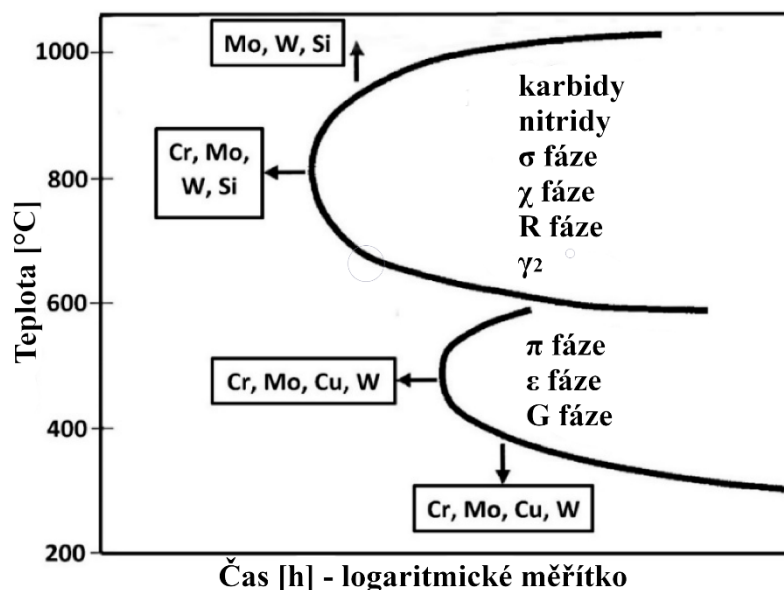 1000
800
600
400
200
Teplota [°C]
Mo, W, Si
Cr, Mo,
W, Si
karbidy
nitridy
σ fáze
χ fáze
R fáze
γ₂
Cr, Mo, Cu, W
π fáze
ε fáze
G fáze
Cr, Mo, Cu, W
Čas [h] - logaritmické měřítko